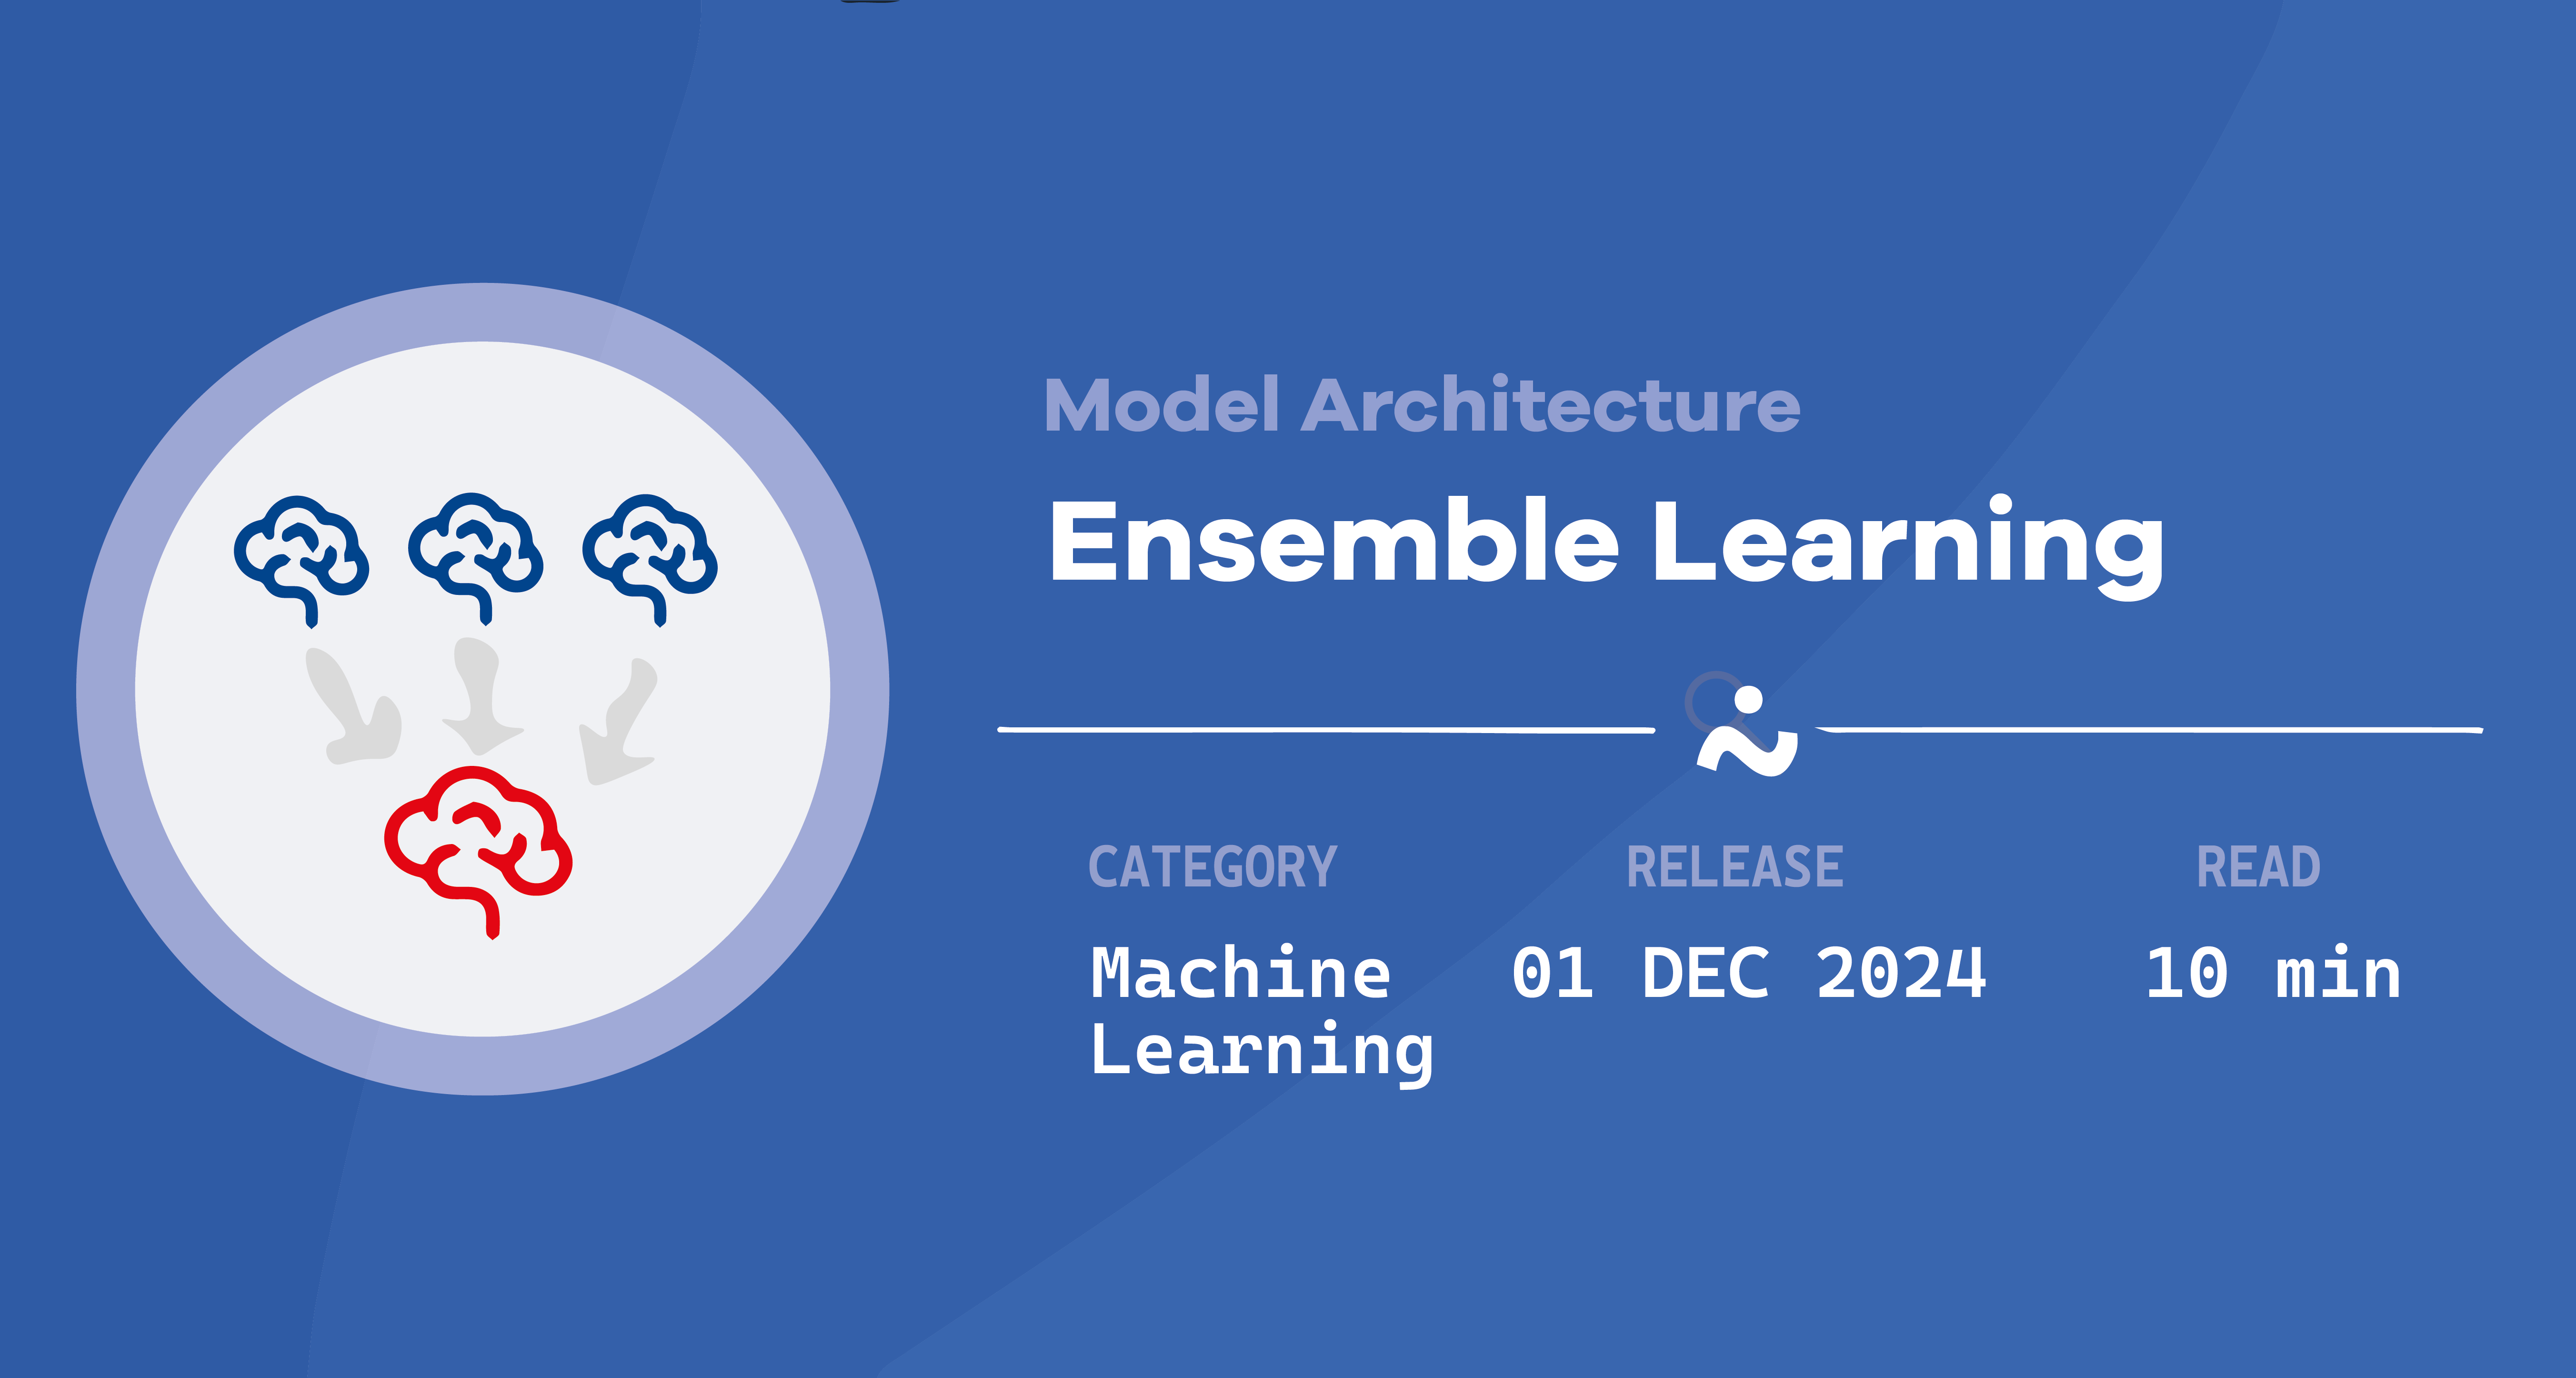 Model Architecture
Ensemble Learning
CATEGORY
RELEASE
READ
Machine
Learning
01 DEC 2024
10 min